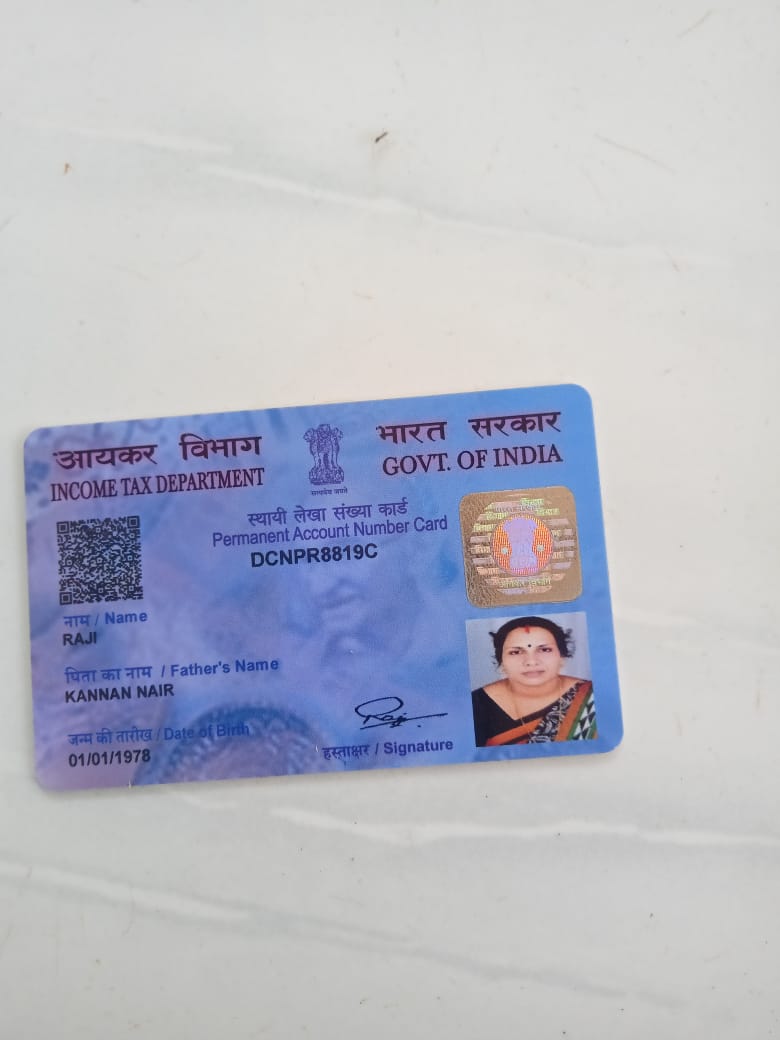 आयकर विभाग
INCOME TAX DEPARTMENT
सत्यमेव जयते
भारत सरकार
GOVT. OF INDIA
स्थायी लेखा संख्या कार्ड
Permanent Account Number Card
DCNPR8819C
नाम / Name
RAJI
पिता का नाम / Father's Name
KANNAN NAIR
जन्म की तारीख / Date of Birth
01/01/1978
Raji
हस्ताक्षर / Signature